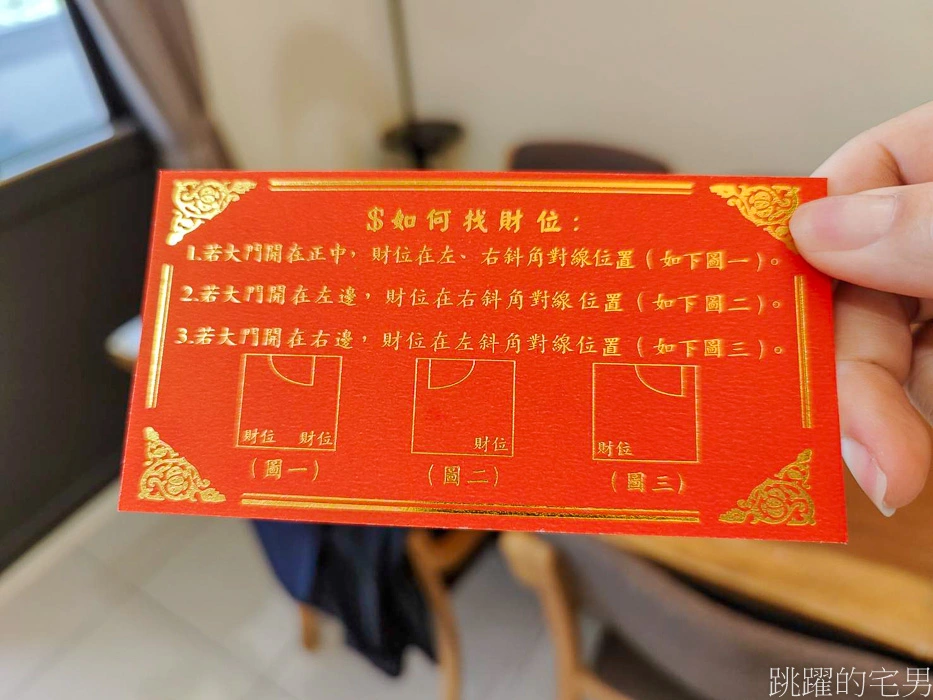 $如何找財位：
1.若大門開在正中，財位在左、右斜角對線位置（如下圖一）。
2.若大門開在左邊，財位在右斜角對線位置（如下圖二）。
3.若大門開在右邊，財位在左斜角對線位置（如下圖三）。
財位 財位 財位 財位
（圖一） （圖二） （圖三）
跳躍的宅男